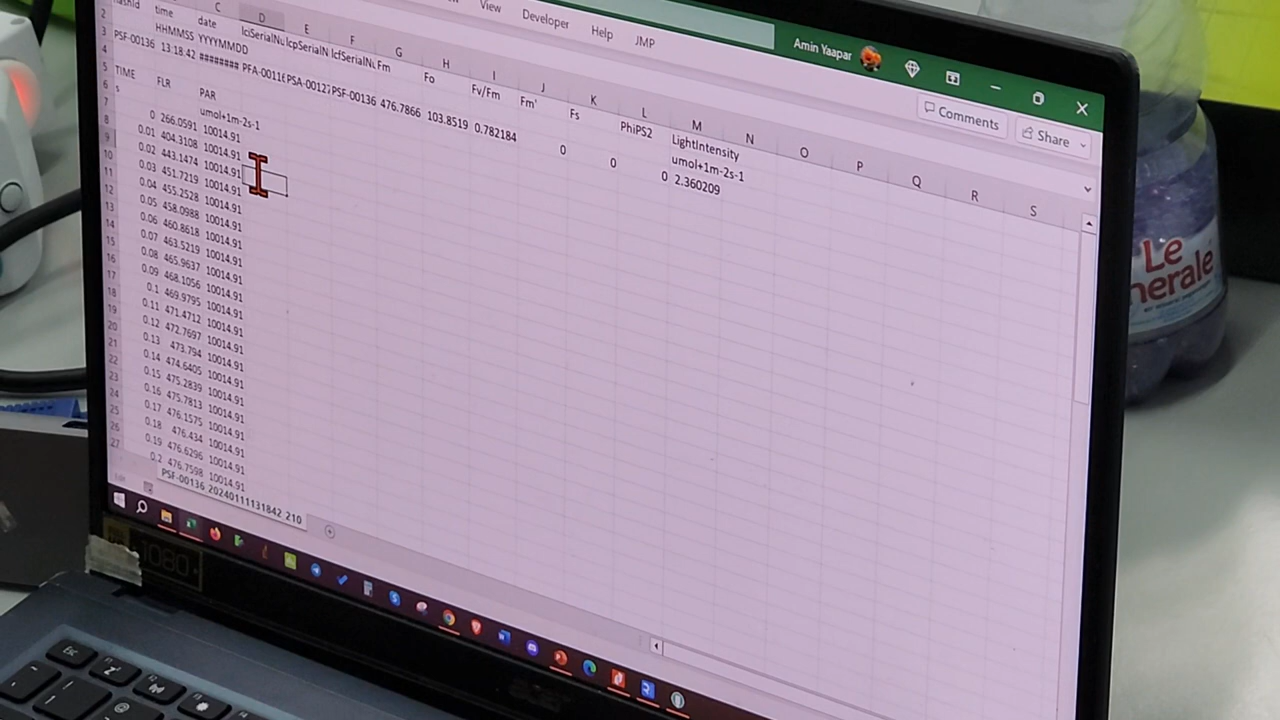 View Developer Help JMP
Amin Yaapar
Comments Share
C D E F G H I J K L M N O P Q R S
time date lciSerialNu lcpSerialN lcfSerialNu Fm Fo Fv/Fm Fm' Fs PhiPS2 LightIntensity
HHMMSS YYYYMMDD umol+1m-2s-1
PSF-00136 13:18:42 ######## PFA-00116 PSA-00127 PSF-00136 476.7866 103.8519 0.782184 0 0 0 2.360209
TIME FLR PAR
s umol+1m-2s-1
0 266.0591 10014.91
0.01 404.3108 10014.91
0.02 443.1474 10014.91
0.03 451.7219 10014.91
0.04 455.2528 10014.91
0.05 458.0988 10014.91
0.06 460.8618 10014.91
0.07 463.5219 10014.91
0.08 465.9637 10014.91
0.09 468.1056 10014.91
0.1 469.9795 10014.91
0.11 471.4712 10014.91
0.12 472.7697 10014.91
0.13 473.794 10014.91
0.14 474.6405 10014.91
0.15 475.2839 10014.91
0.16 475.7813 10014.91
0.17 476.1575 10014.91
0.18 476.434 10014.91
0.19 476.6296 10014.91
0.2 476.7598 10014.91
PSF-00136_20240111131842_210
1080
Esc
Le
nerale